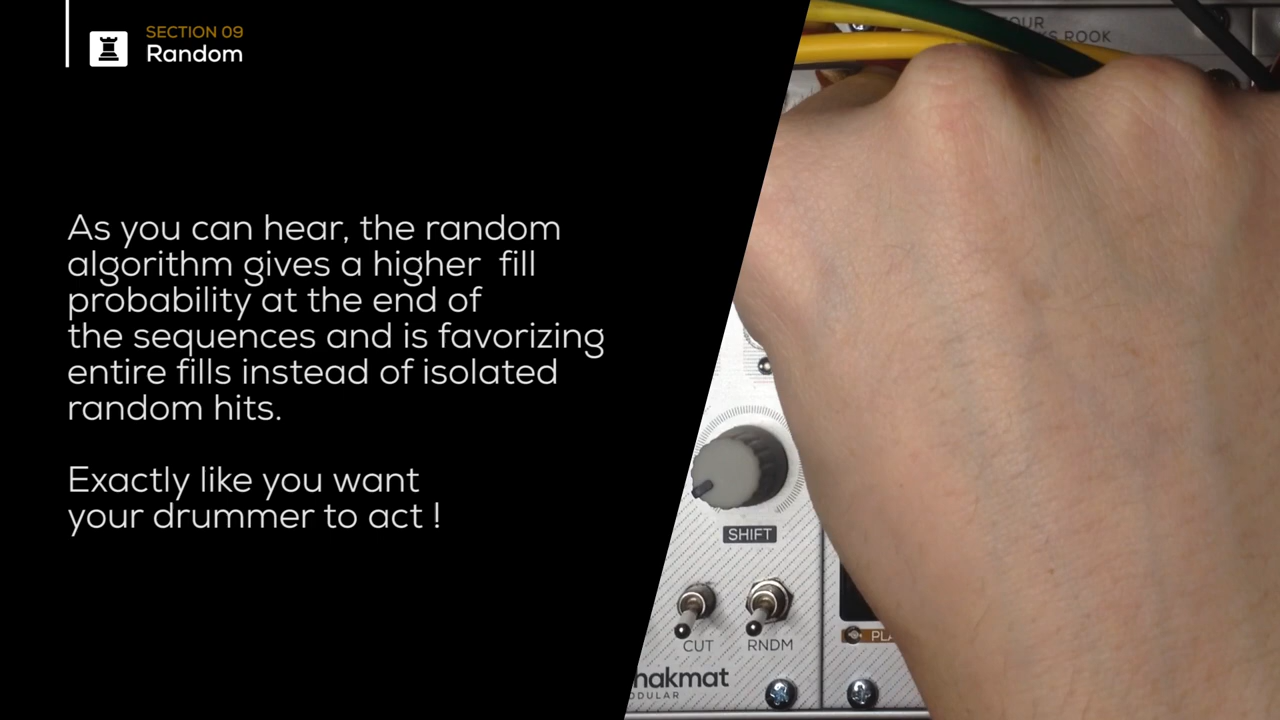 SECTION 09
Random
As you can hear, the random
algorithm gives a higher  fill
probability at the end of
the sequences and is favorizing
entire fills instead of isolated
random hits.
Exactly like you want
your drummer to act !
ROOK
SHIFT
CUT
RNDM